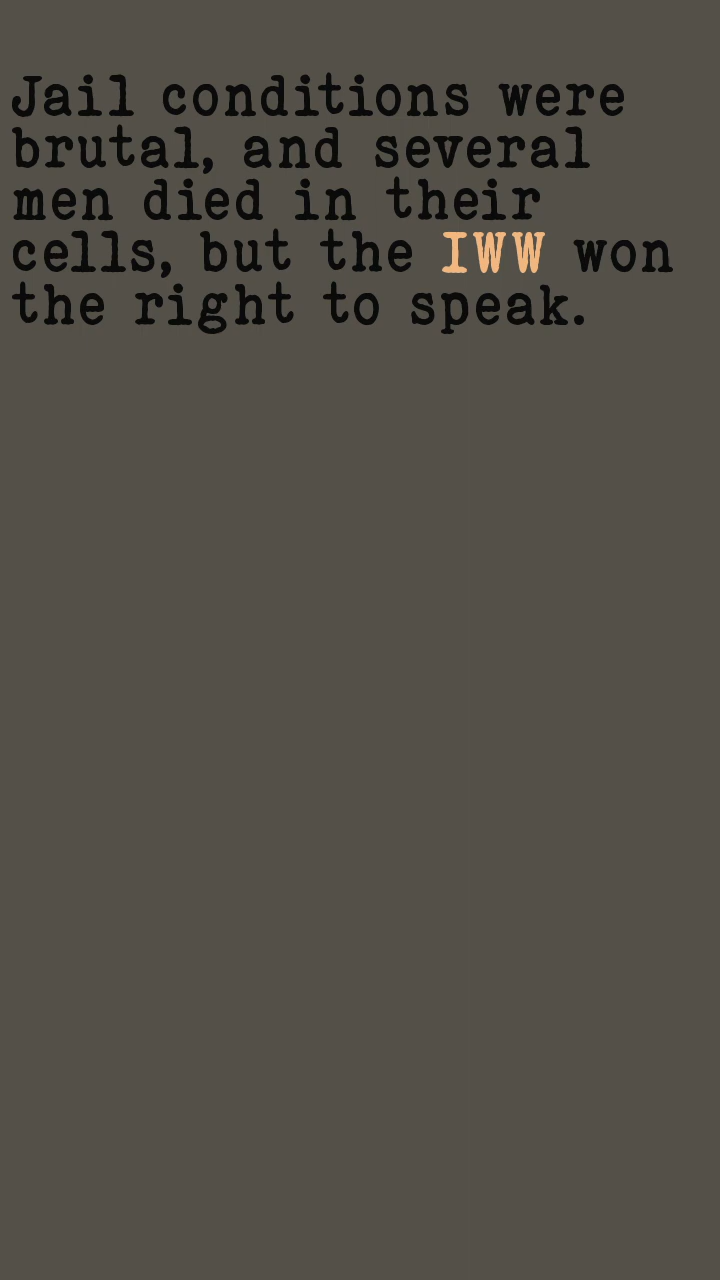 Jail conditions were
brutal, and several
men died in their
cells, but the IWW won
the right to speak.